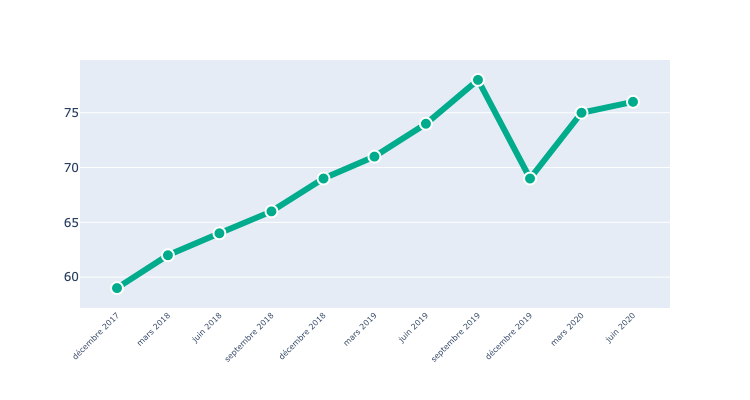 75
70
65
60
décembre 2017
mars 2018
juin 2018
septembre 2018
décembre 2018
mars 2019
juin 2019
septembre 2019
décembre 2019
mars 2020
juin 2020